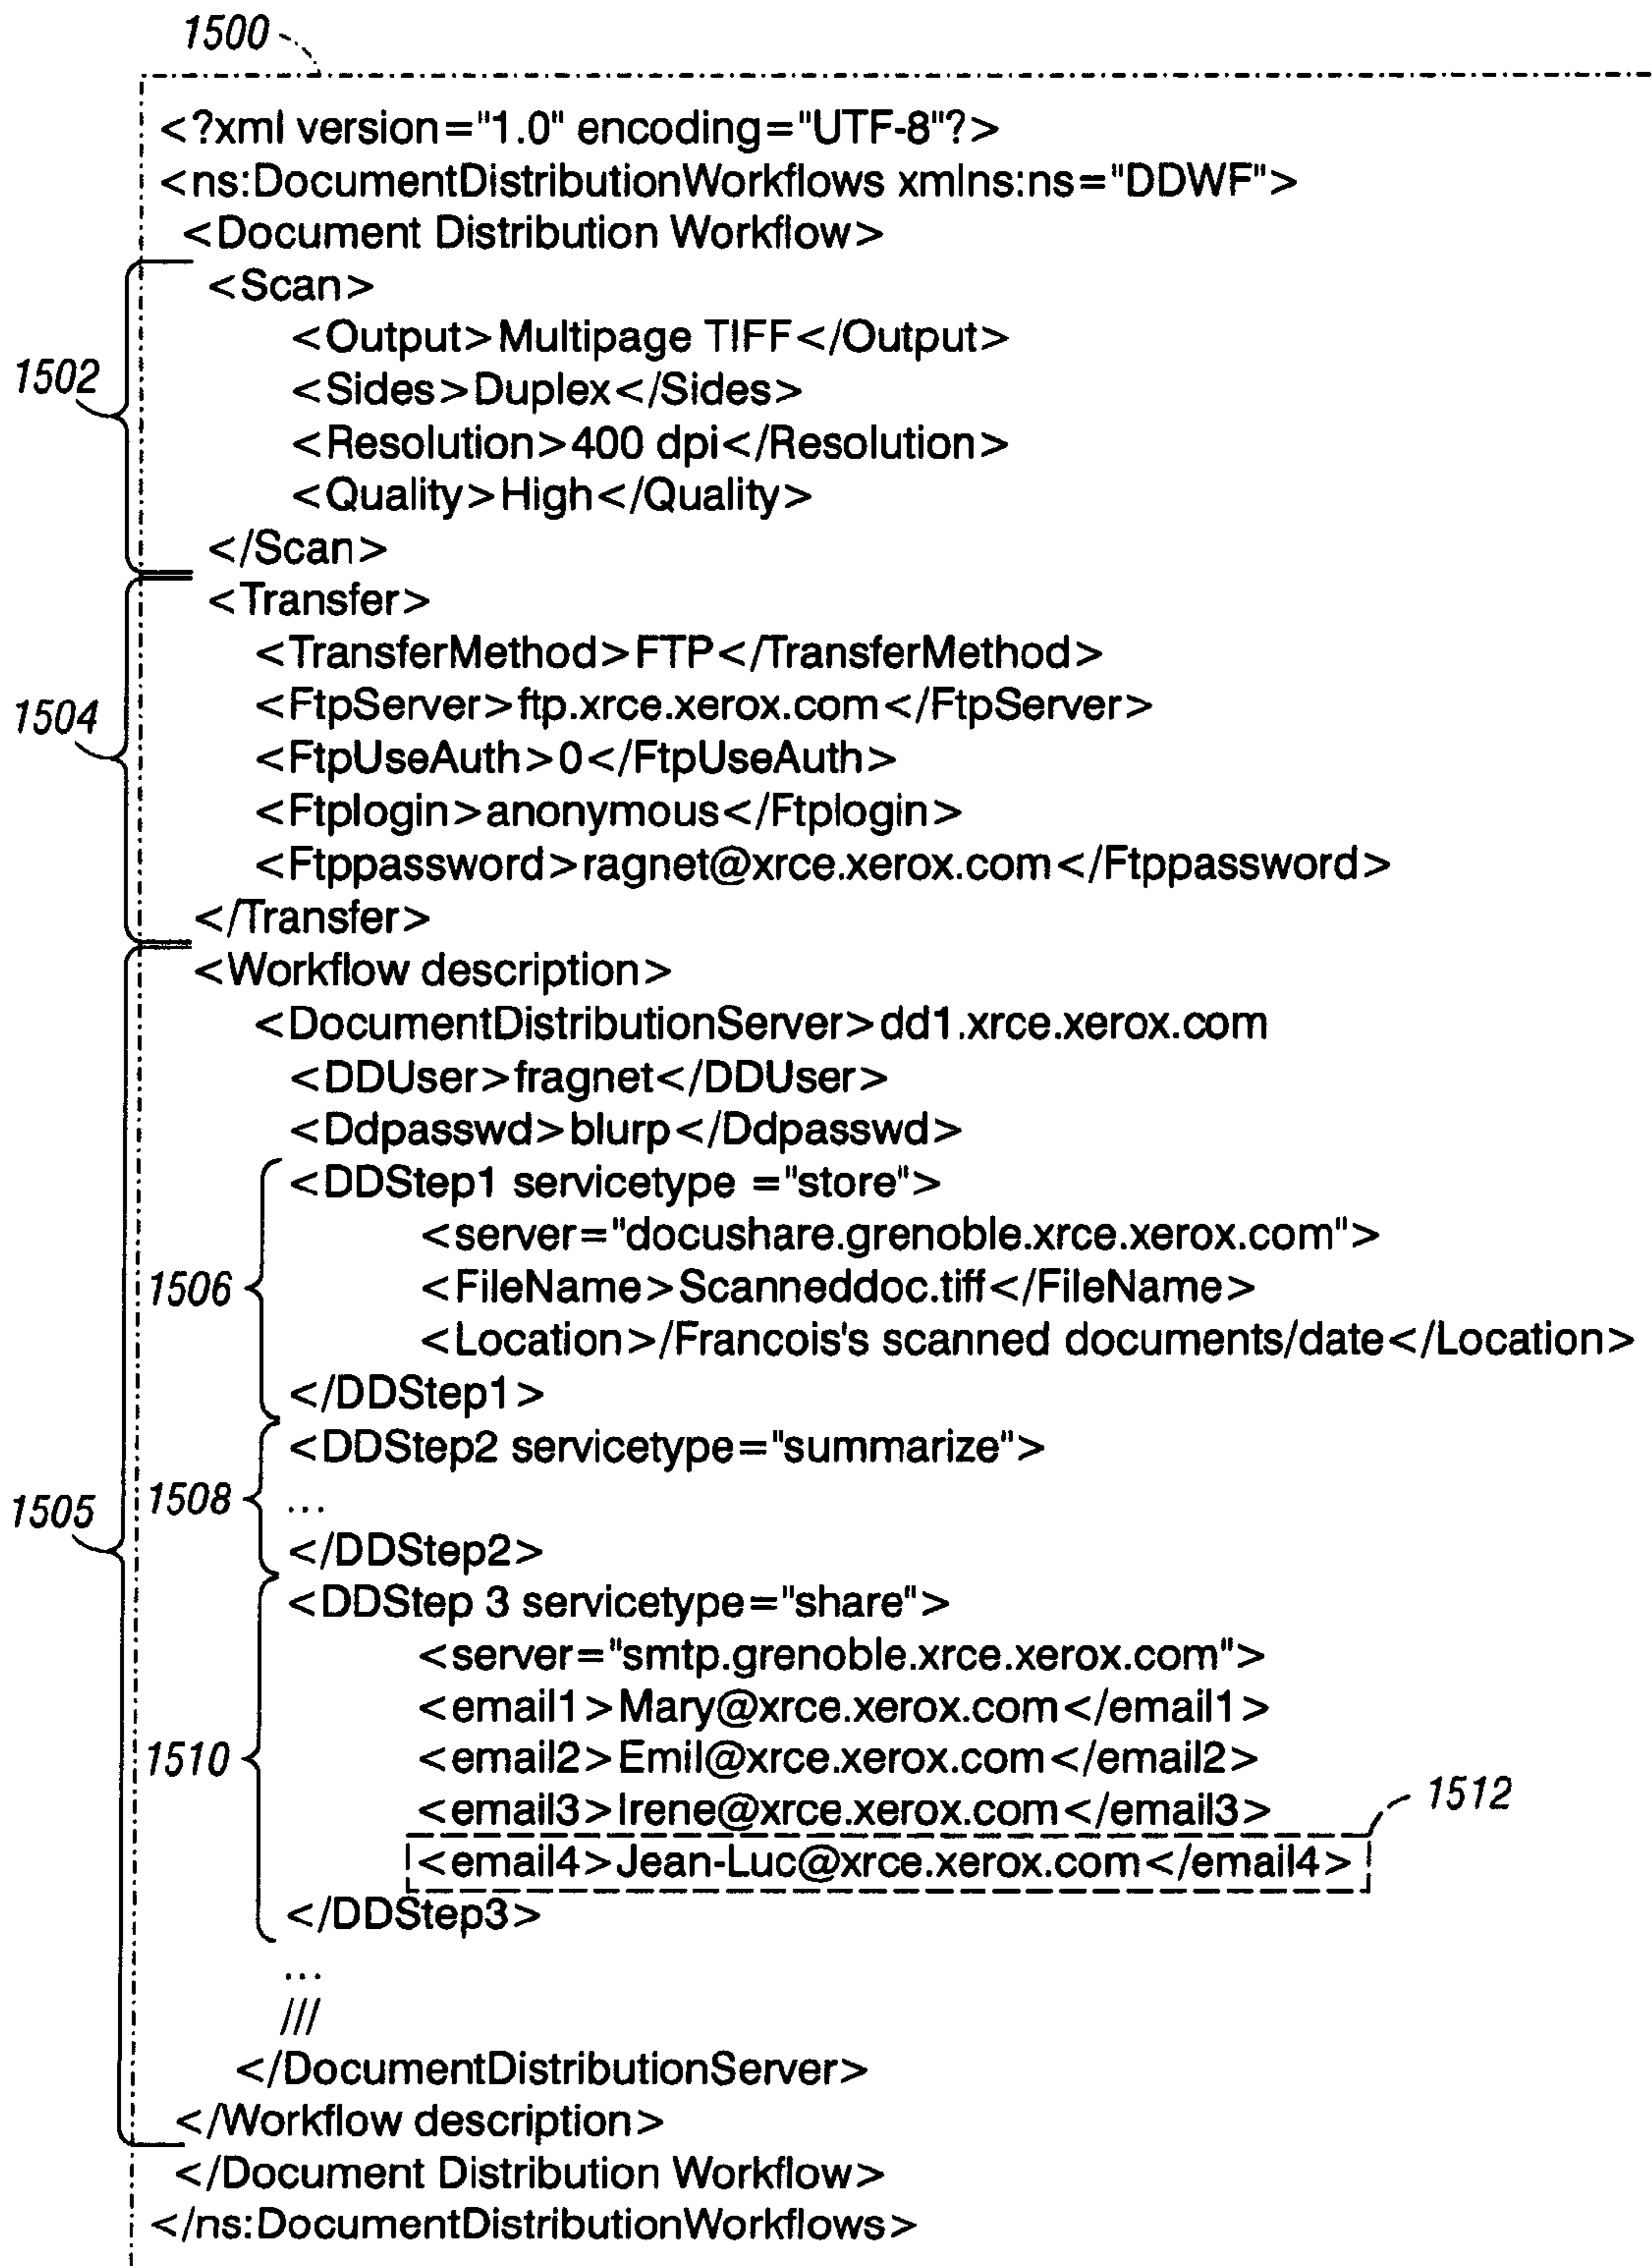 1500
<?xml version="1.0" encoding="UTF-8"?>
<ns:DocumentDistributionWorkflows xmlns:ns="DDWF">
<Document Distribution Workflow>
<Scan>
<Output>Multipage TIFF</Output>
1502
<Sides>Duplex</Sides>
<Resolution>400 dpi</Resolution>
<Quality>High</Quality>
</Scan>
<Transfer>
<TransferMethod>FTP</TransferMethod>
1504
<FtpServer>ftp.xrce.xerox.com</FtpServer>
<FtpUseAuth>0</FtpUseAuth>
<Ftplogin>anonymous</Ftplogin>
<Ftppassword>ragnet@xrce.xerox.com</Ftppassword>
</Transfer>
<Workflow description>
<DocumentDistributionServer>dd1.xrce.xerox.com
<DDUser>fragnet</DDUser>
<Ddpasswd>blurp</Ddpasswd>
<DDStep1 servicetype ="store">
<server="docushare.grenoble.xrce.xerox.com">
1506
<FileName>Scanneddoc.tiff</FileName>
<Location>/Francois's scanned documents/date</Location>
</DDStep1>
<DDStep2 servicetype="summarize">
1505
1508
...
</DDStep2>
<DDStep 3 servicetype="share">
<server="smtp.grenoble.xrce.xerox.com">
<email1>Mary@xrce.xerox.com</email1>
1510
<email2>Emil@xrce.xerox.com</email2>
<email3>Irene@xrce.xerox.com</email3>
1512
<email4>Jean-Luc@xrce.xerox.com</email4>
</DDStep3>
...
///
</DocumentDistributionServer>
</Workflow description>
</Document Distribution Workflow>
</ns:DocumentDistributionWorkflows>